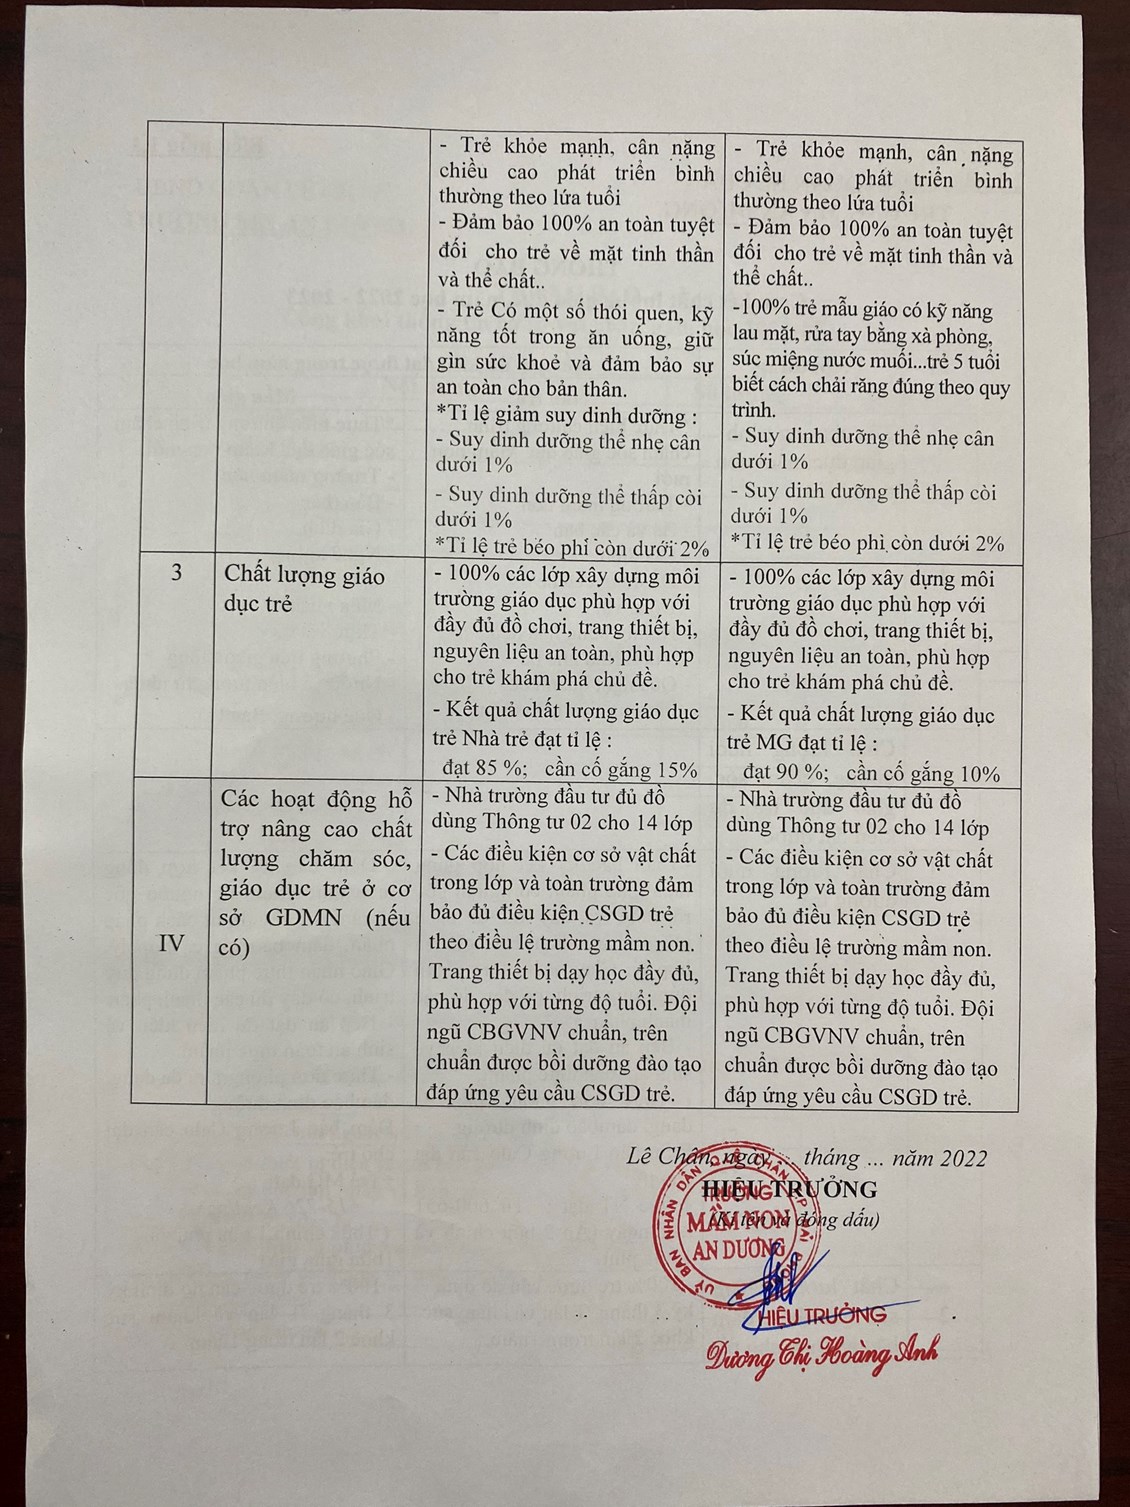 - Trẻ khỏe mạnh, cân nặng
chiều cao phát triển bình
thường theo lứa tuổi
- Đảm bảo 100% an toàn tuyệt
đối cho trẻ về mặt tinh thần
và thể chất..
- Trẻ Có một số thói quen, kỹ
năng tốt trong ăn uống, giữ
gìn sức khoẻ và đảm bảo sự
an toàn cho bản thân.
*Tỉ lệ giảm suy dinh dưỡng :
- Suy dinh dưỡng thể nhẹ cân
dưới 1%
- Suy dinh dưỡng thể thấp còi
dưới 1%
*Tỉ lệ trẻ béo phì còn dưới 2%
- Trẻ khỏe mạnh, cân nặng
chiều cao phát triển bình
thường theo lứa tuổi
- Đảm bảo 100% an toàn tuyệt
đối cho trẻ về mặt tinh thần và
thể chất..
-100% trẻ mẫu giáo có kỹ năng
lau mặt, rửa tay bằng xà phòng,
súc miệng nước muối...trẻ 5 tuổi
biết cách chải răng đúng theo quy
trình.
- Suy dinh dưỡng thể nhẹ cân
dưới 1%
- Suy dinh dưỡng thể thấp còi
dưới 1%
*Tỉ lệ trẻ béo phì còn dưới 2%
3
Chất lượng giáo
dục trẻ
- 100% các lớp xây dựng môi
trường giáo dục phù hợp với
đầy đủ đồ chơi, trang thiết bị,
nguyên liệu an toàn, phù hợp
cho trẻ khám phá chủ đề.
- Kết quả chất lượng giáo dục
trẻ Nhà trẻ đạt tỉ lệ :
đạt 85 %; cần cố gắng 15%
- 100% các lớp xây dựng môi
trường giáo dục phù hợp với
đầy đủ đồ chơi, trang thiết bị,
nguyên liệu an toàn, phù hợp
cho trẻ khám phá chủ đề.
- Kết quả chất lượng giáo dục
trẻ MG đạt tỉ lệ :
đạt 90 %; cần cố gắng 10%
IV
Các hoạt động hỗ
trợ nâng cao chất
lượng chăm sóc,
giáo dục trẻ ở cơ
sở GDMN (nếu
có)
- Nhà trường đầu tư đủ đồ
dùng Thông tư 02 cho 14 lớp
- Các điều kiện cơ sở vật chất
trong lớp và toàn trường đảm
bảo đủ điều kiện CSGD trẻ
theo điều lệ trường mầm non.
Trang thiết bị dạy học đầy đủ,
phù hợp với từng độ tuổi. Đội
ngũ CBGVNV chuẩn, trên
chuẩn được bồi dưỡng đào tạo
đáp ứng yêu cầu CSGD trẻ.
- Nhà trường đầu tư đủ đồ
dùng Thông tư 02 cho 14 lớp
- Các điều kiện cơ sở vật chất
trong lớp và toàn trường đảm
bảo đủ điều kiện CSGD trẻ
theo điều lệ trường mầm non.
Trang thiết bị dạy học đầy đủ,
phù hợp với từng độ tuổi. Đội
ngũ CBGVNV chuẩn, trên
chuẩn được bồi dưỡng đào tạo
đáp ứng yêu cầu CSGD trẻ.
Lê Chân, ngày ... tháng ... năm 2022
HIỆU TRƯỞNG
(Kí tên và đóng dấu)
ỦY BAN NHÂN DÂN Q. LÊ CHÂN T.P HẢI PHÒNG
TRƯỜNG
MẦM NON
AN DƯƠNG
HIỆU TRƯỞNG
Dương Thị Hoàng Anh